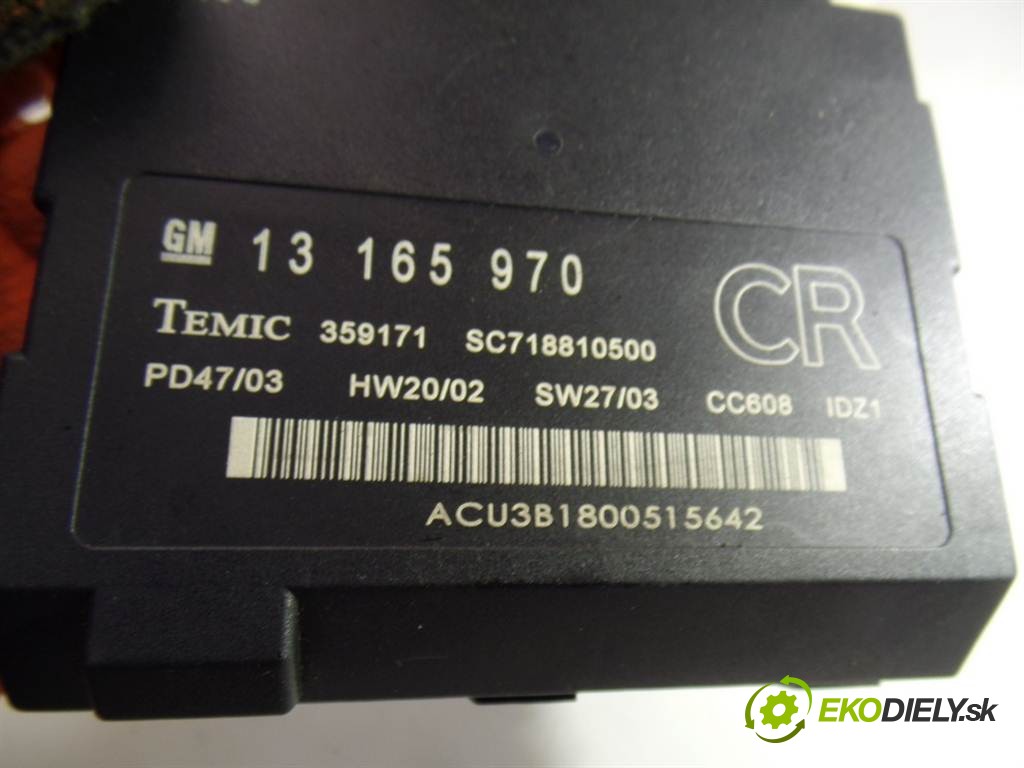 GM 13 165 970
CR
TEMIC 359171 SC718810500
PD47/03 HW20/02 SW27/03 CC608 IDZ1
ACU3B1800515642
EKODIELY.sk